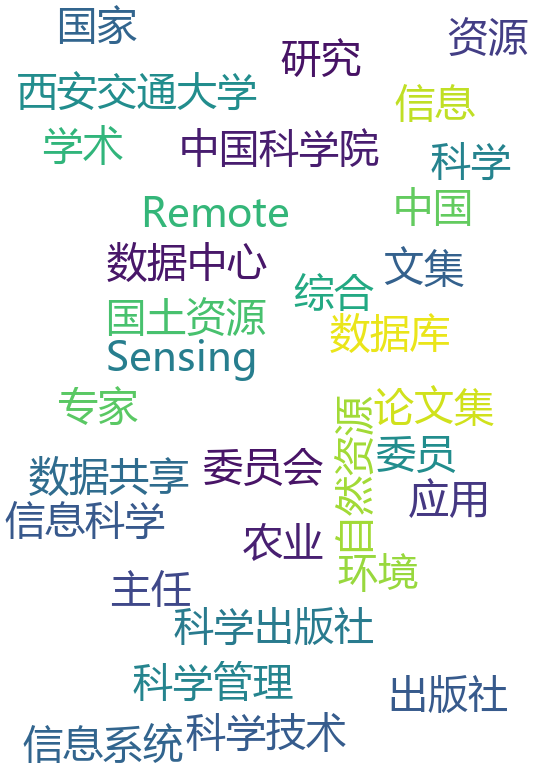 国家
资源
研究
西安交通大学
信息
学术
中国科学院
科学
Remote
中国
数据中心
文集
综合
国土资源
数据库
Sensing
专家
论文集
自然资源
委员会
委员
数据共享
应用
信息科学
农业
环境
主任
科学出版社
科学管理
出版社
信息系统
科学技术